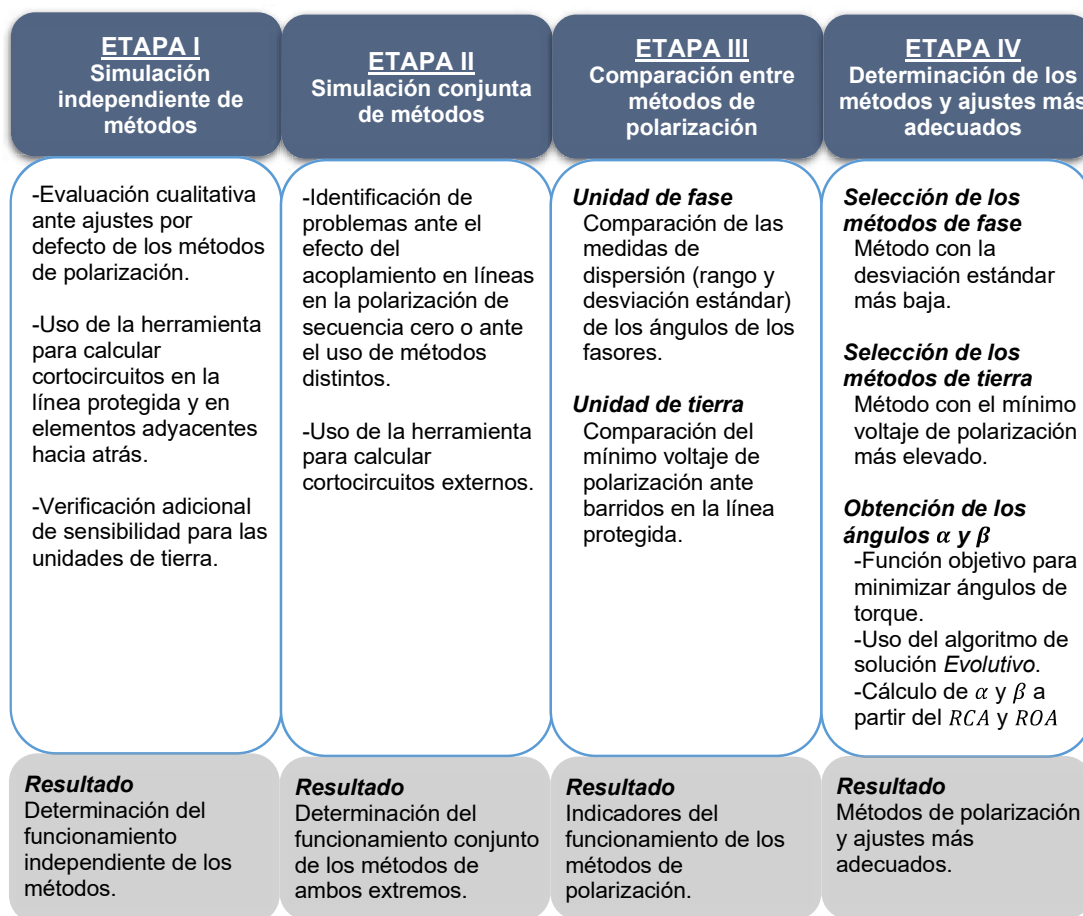 ETAPA I
Simulación
independiente de
métodos
-Evaluación cualitativa
ante ajustes por
defecto de los métodos
de polarización.
-Uso de la herramienta
para calcular
cortocircuitos en la
línea protegida y en
elementos adyacentes
hacia atrás.
-Verificación adicional
de sensibilidad para las
unidades de tierra.
Resultado
Determinación del
funcionamiento
independiente de los
métodos.
ETAPA II
Simulación conjunta
de métodos
-Identificación de
problemas ante el
efecto del
acoplamiento en líneas
en la polarización de
secuencia cero o ante
el uso de métodos
distintos.
-Uso de la herramienta
para calcular
cortocircuitos externos.
Resultado
Determinación del
funcionamiento conjunto
de los métodos de
ambos extremos.
ETAPA III
Comparación entre
métodos de
polarización
Unidad de fase
Comparación de las
medidas de
dispersión (rango y
desviación estándar)
de los ángulos de los
fasores.
Unidad de tierra
Comparación del
mínimo voltaje de
polarización ante
barridos en la línea
protegida.
Resultado
Indicadores del
funcionamiento de los
métodos de
polarización.
ETAPA IV
Determinación de los
métodos y ajustes más
adecuados
Selección de los
métodos de fase
Método con la
desviación estándar
más baja.
Selección de los
métodos de tierra
Método con el mínimo
voltaje de polarización
más elevado.
Obtención de los
ángulos α y β
-Función objetivo para
minimizar ángulos de
torque.
-Uso del algoritmo de
solución Evolutivo.
-Cálculo de α y β a
partir del RCA y ROA
Resultado
Métodos de polarización
y ajustes más
adecuados.